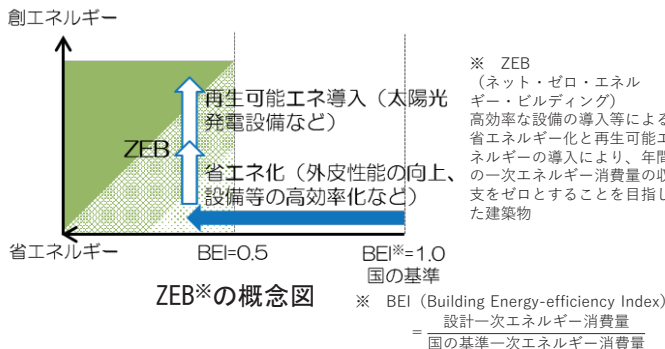 創エネルギー
再生可能エネ導入（太陽光
発電設備など）
ZEB
省エネ化（外皮性能の向上、
設備等の高効率化など）
省エネルギー
BEI=0.5
BEI※=1.0
国の基準
ZEB※の概念図
※　ZEB
（ネット・ゼロ・エネル
ギー・ビルディング）
高効率な設備の導入等による
省エネルギー化と再生可能エ
ネルギーの導入により、年間
の一次エネルギー消費量の収
支をゼロとすることを目指し
た建築物
※　BEI（Building Energy-efficiency Index）
設計一次エネルギー消費量
=
国の基準一次エネルギー消費量